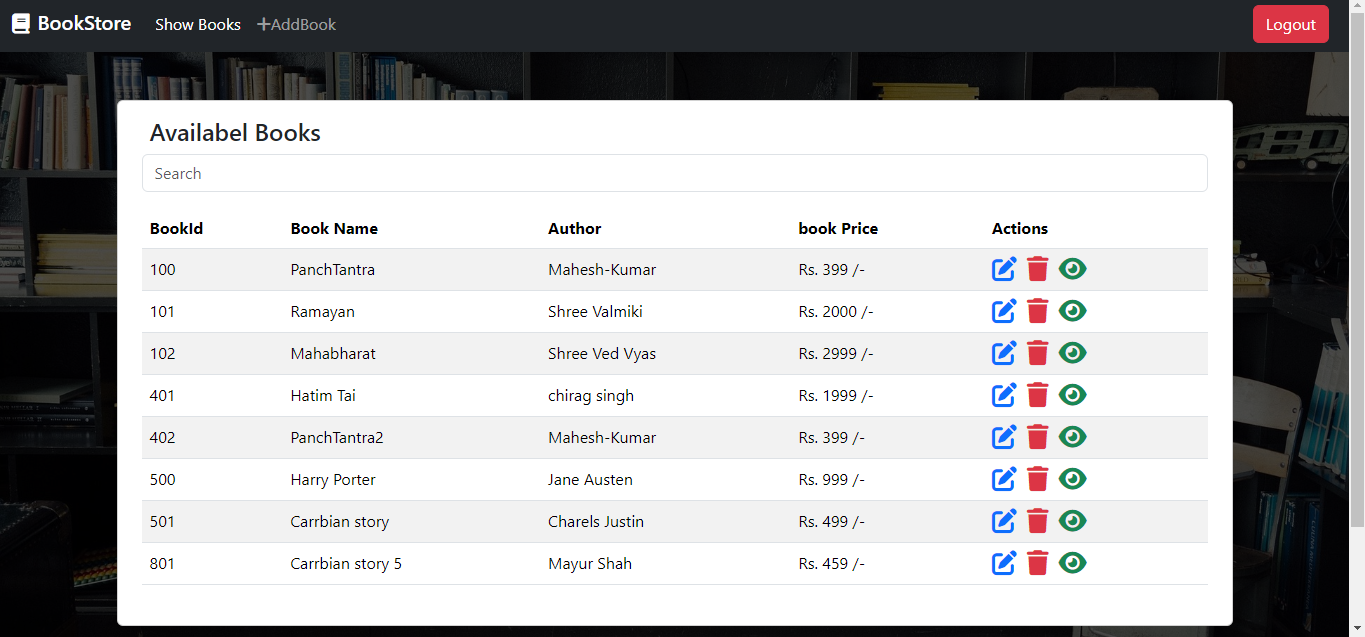 BookStore Show Books AddBook Logout
Availabel Books
Search
BookId Book Name Author book Price Actions
100 PanchTantra Mahesh-Kumar Rs. 399 /-
101 Ramayan Shree Valmiki Rs. 2000 /-
102 Mahabharat Shree Ved Vyas Rs. 2999 /-
401 Hatim Tai chirag singh Rs. 1999 /-
402 PanchTantra2 Mahesh-Kumar Rs. 399 /-
500 Harry Porter Jane Austen Rs. 999 /-
501 Carrbian story Charels Justin Rs. 499 /-
801 Carrbian story 5 Mayur Shah Rs. 459 /-